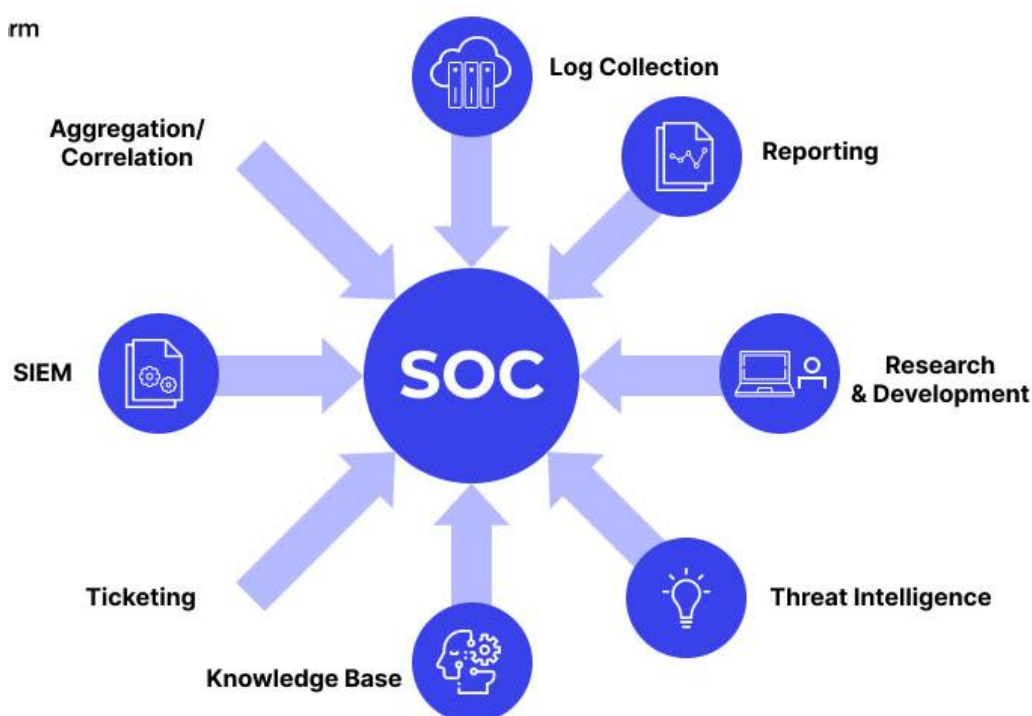 rm
Log Collection
Aggregation/
Correlation
Reporting
SOC
SIEM
Research
& Development
Ticketing
Threat Intelligence
Knowledge Base